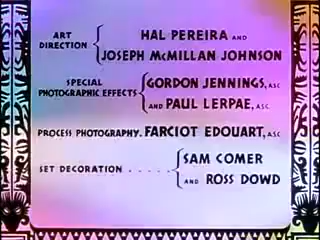 ART DIRECTION
HAL PEREIRA AND
JOSEPH McMILLAN JOHNSON
SPECIAL PHOTOGRAPHIC EFFECTS
GORDON JENNINGS, A.S.C.
AND PAUL LERPAE, A.S.C.
PROCESS PHOTOGRAPHY. FARCIOT EDOUART, A.S.C.
SET DECORATION . . . . .
SAM COMER
AND ROSS DOWD